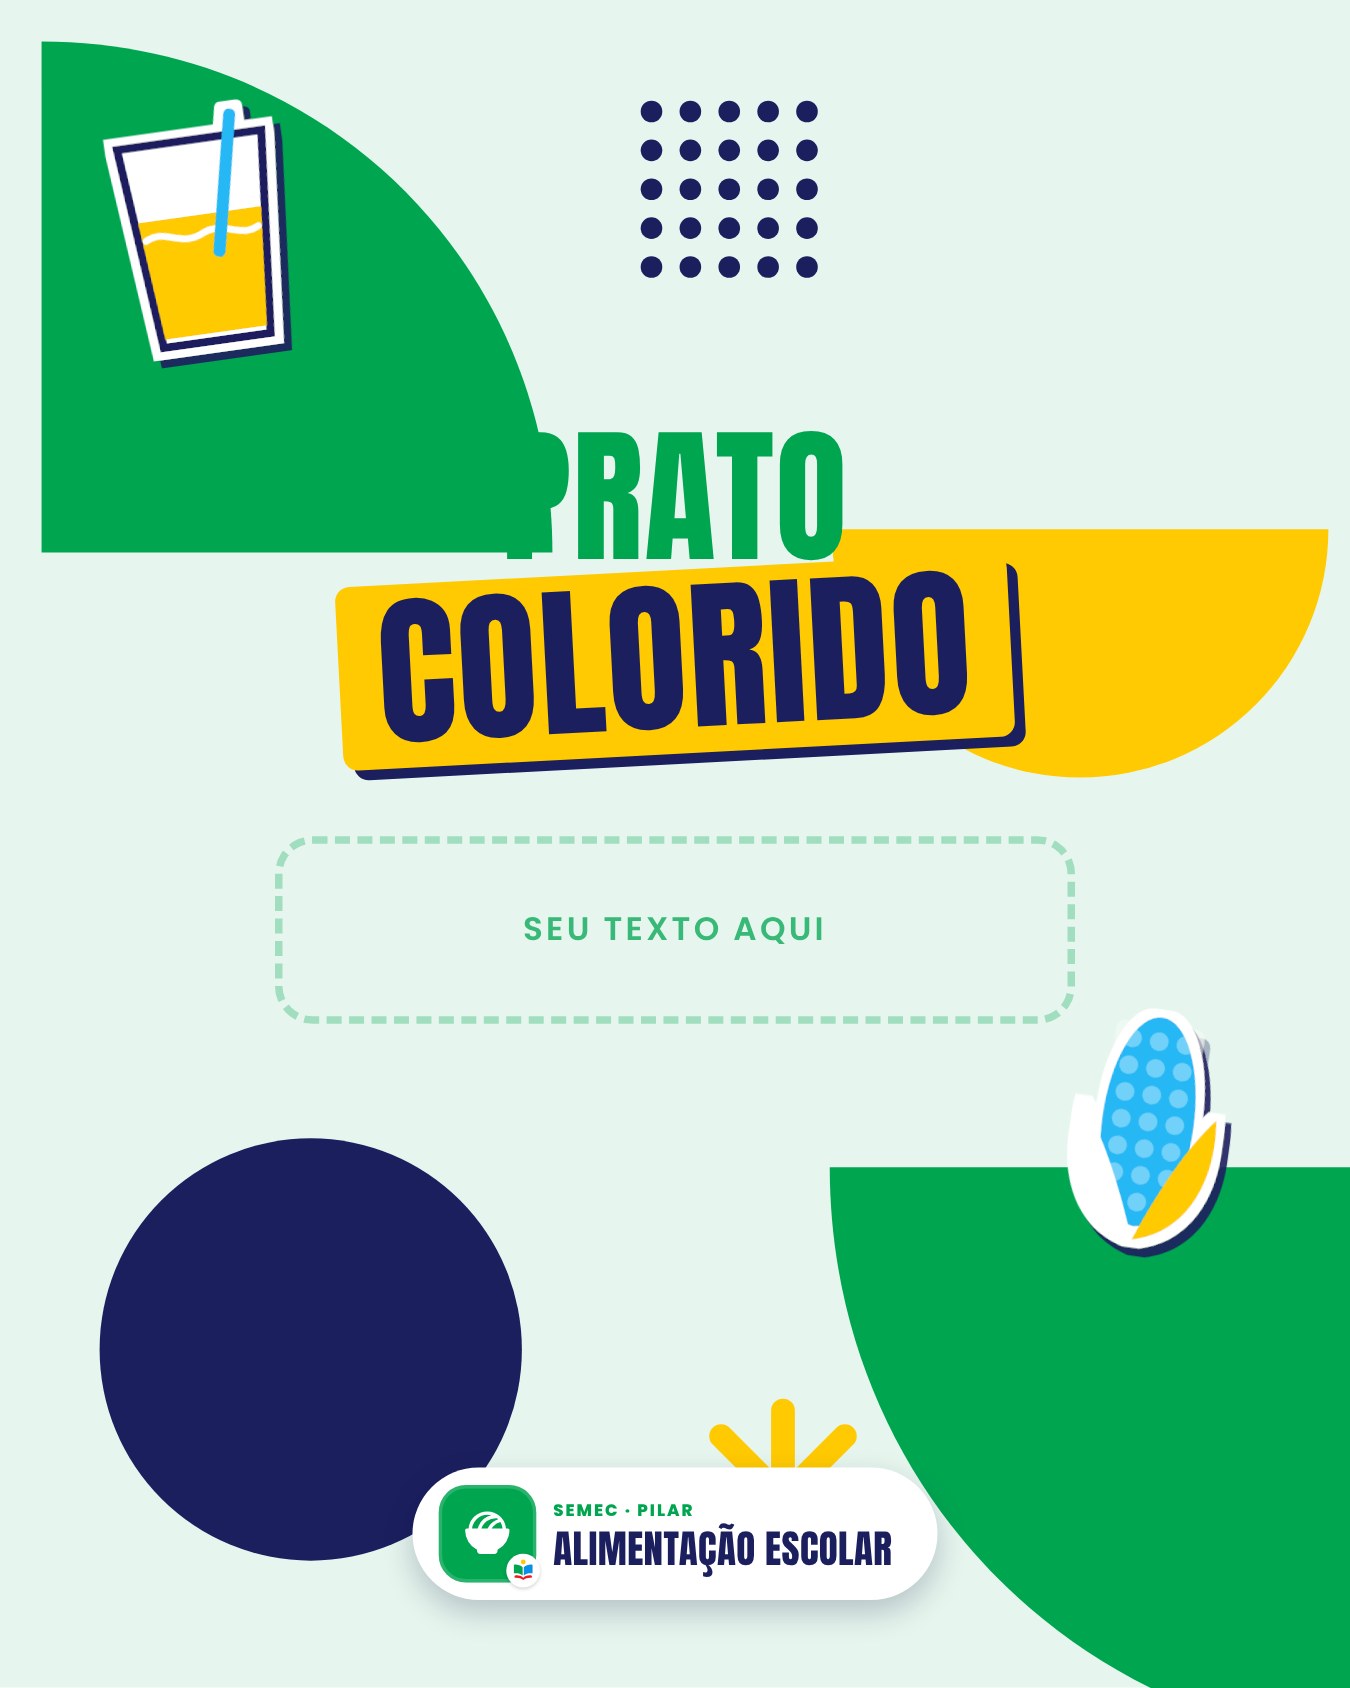 PRATO
COLORIDO
SEU TEXTO AQUI
SEMEC · PILAR
ALIMENTAÇÃO ESCOLAR